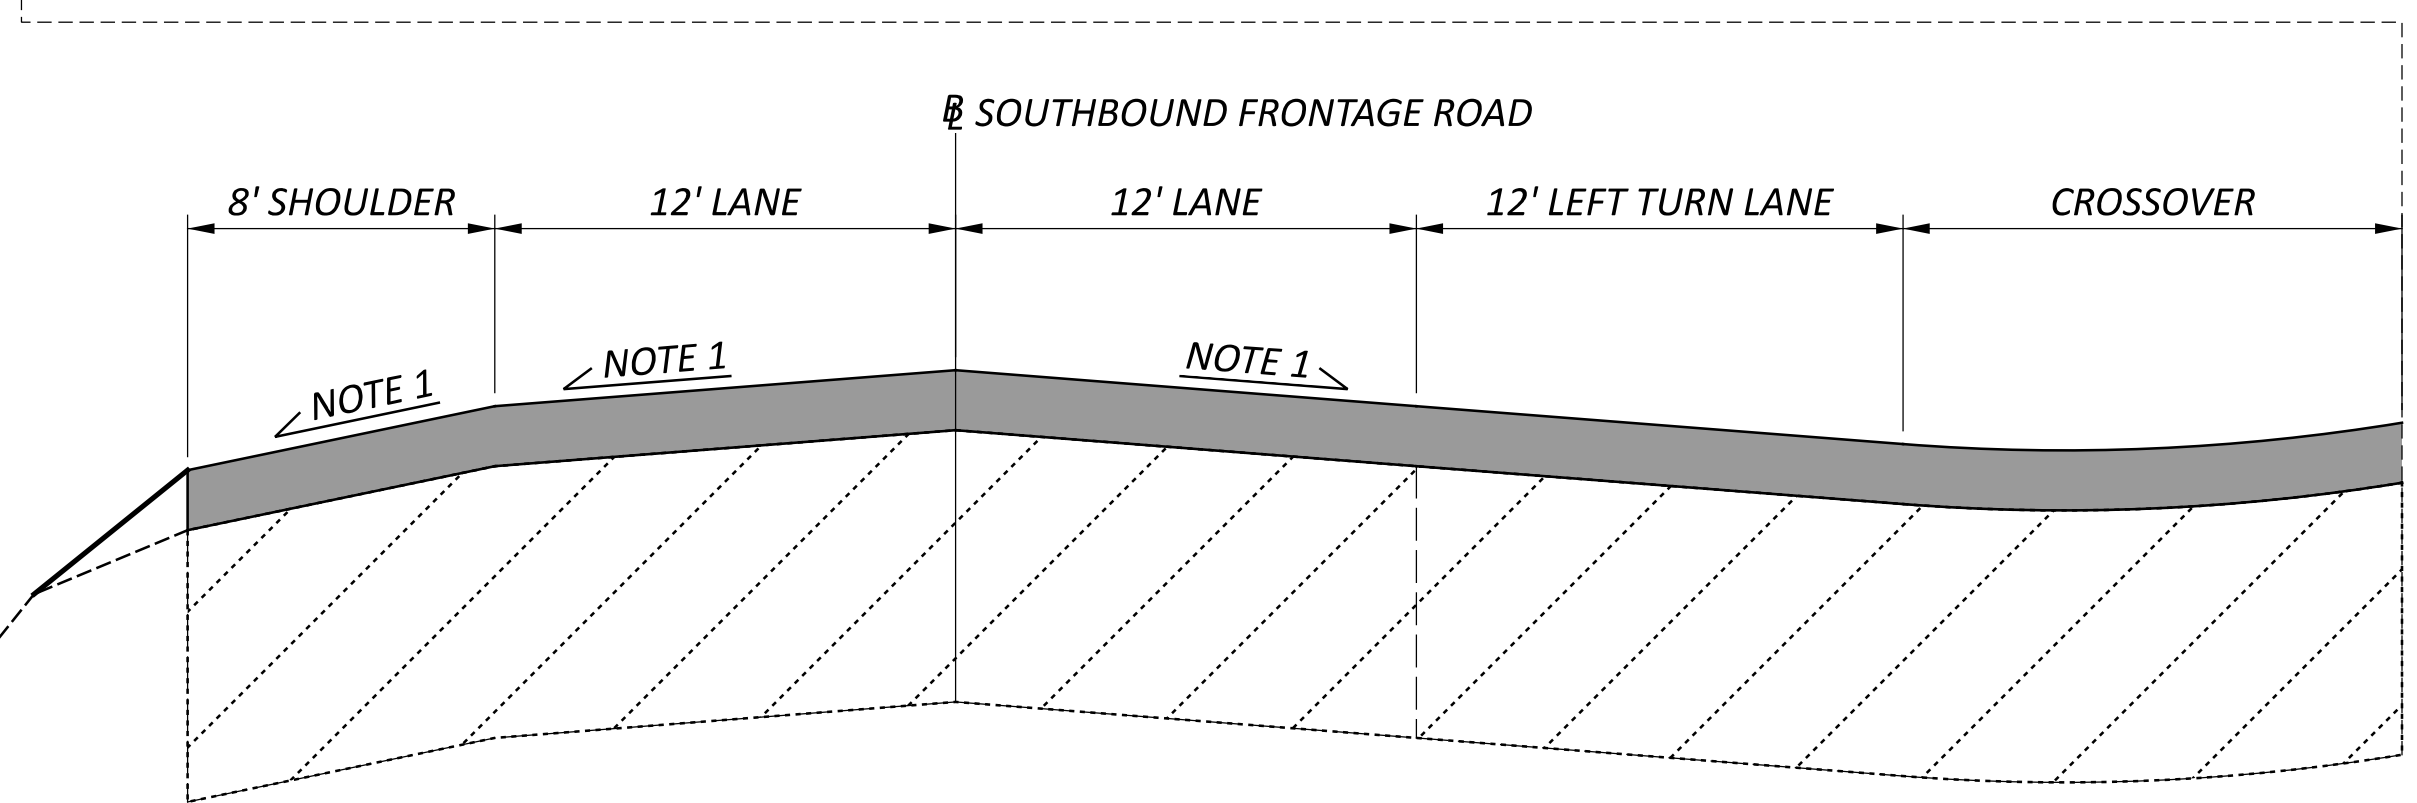 BL SOUTHBOUND FRONTAGE ROAD
8' SHOULDER 12' LANE 12' LANE 12' LEFT TURN LANE CROSSOVER
NOTE 1 NOTE 1 NOTE 1